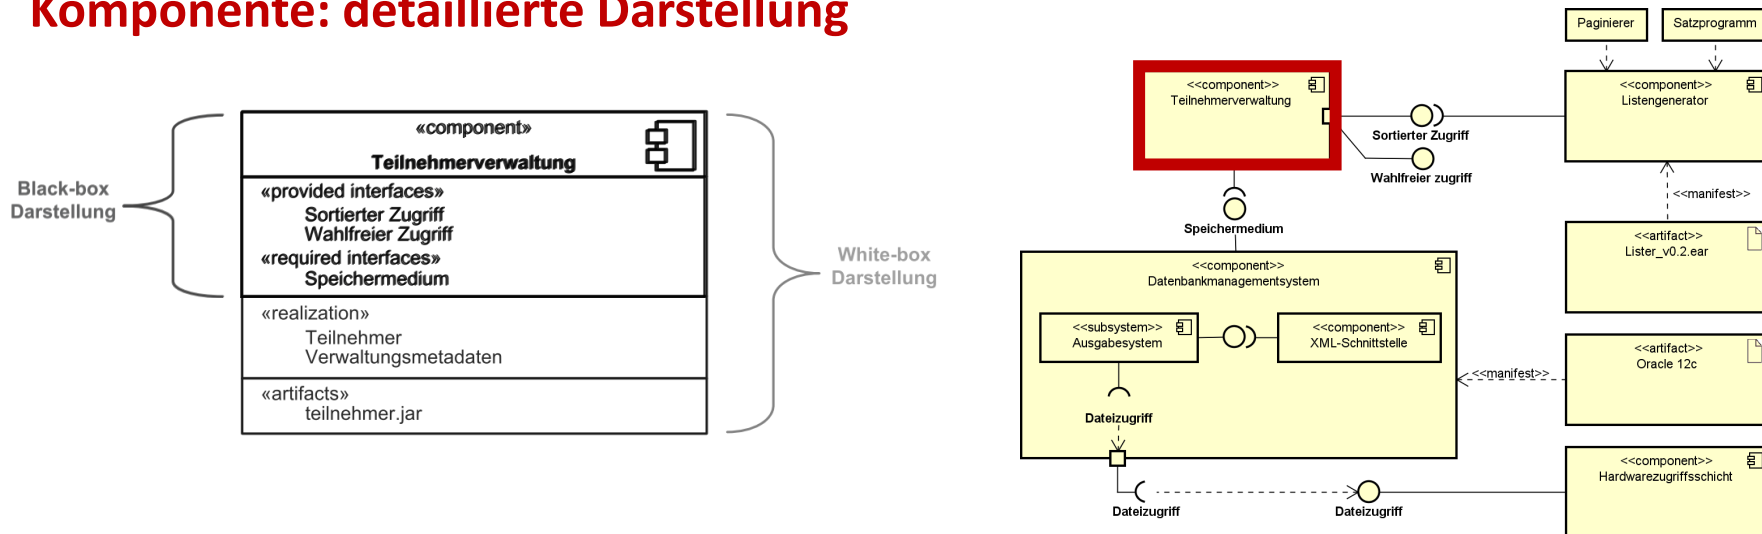 Komponente: detaillierte Darstellung
Black-box
Darstellung
«component»
Teilnehmerverwaltung
«provided interfaces»
Sortierter Zugriff
Wahlfreier Zugriff
«required interfaces»
Speichermedium
«realization»
Teilnehmer
Verwaltungsmetadaten
«artifacts»
teilnehmer.jar
White-box
Darstellung
<<component>>
Teilnehmerverwaltung
Sortierter Zugriff
Wahlfreier zugriff
Speichermedium
Paginierer
Satzprogramm
<<component>>
Listengenerator
<<manifest>>
<<artifact>>
Lister_v0.2.ear
<<component>>
Datenbankmanagementsystem
<<subsystem>>
Ausgabesystem
<<component>>
XML-Schnittstelle
Dateizugriff
<<manifest>>
<<artifact>>
Oracle 12c
<<component>>
Hardwarezugriffsschicht
Dateizugriff
Dateizugriff